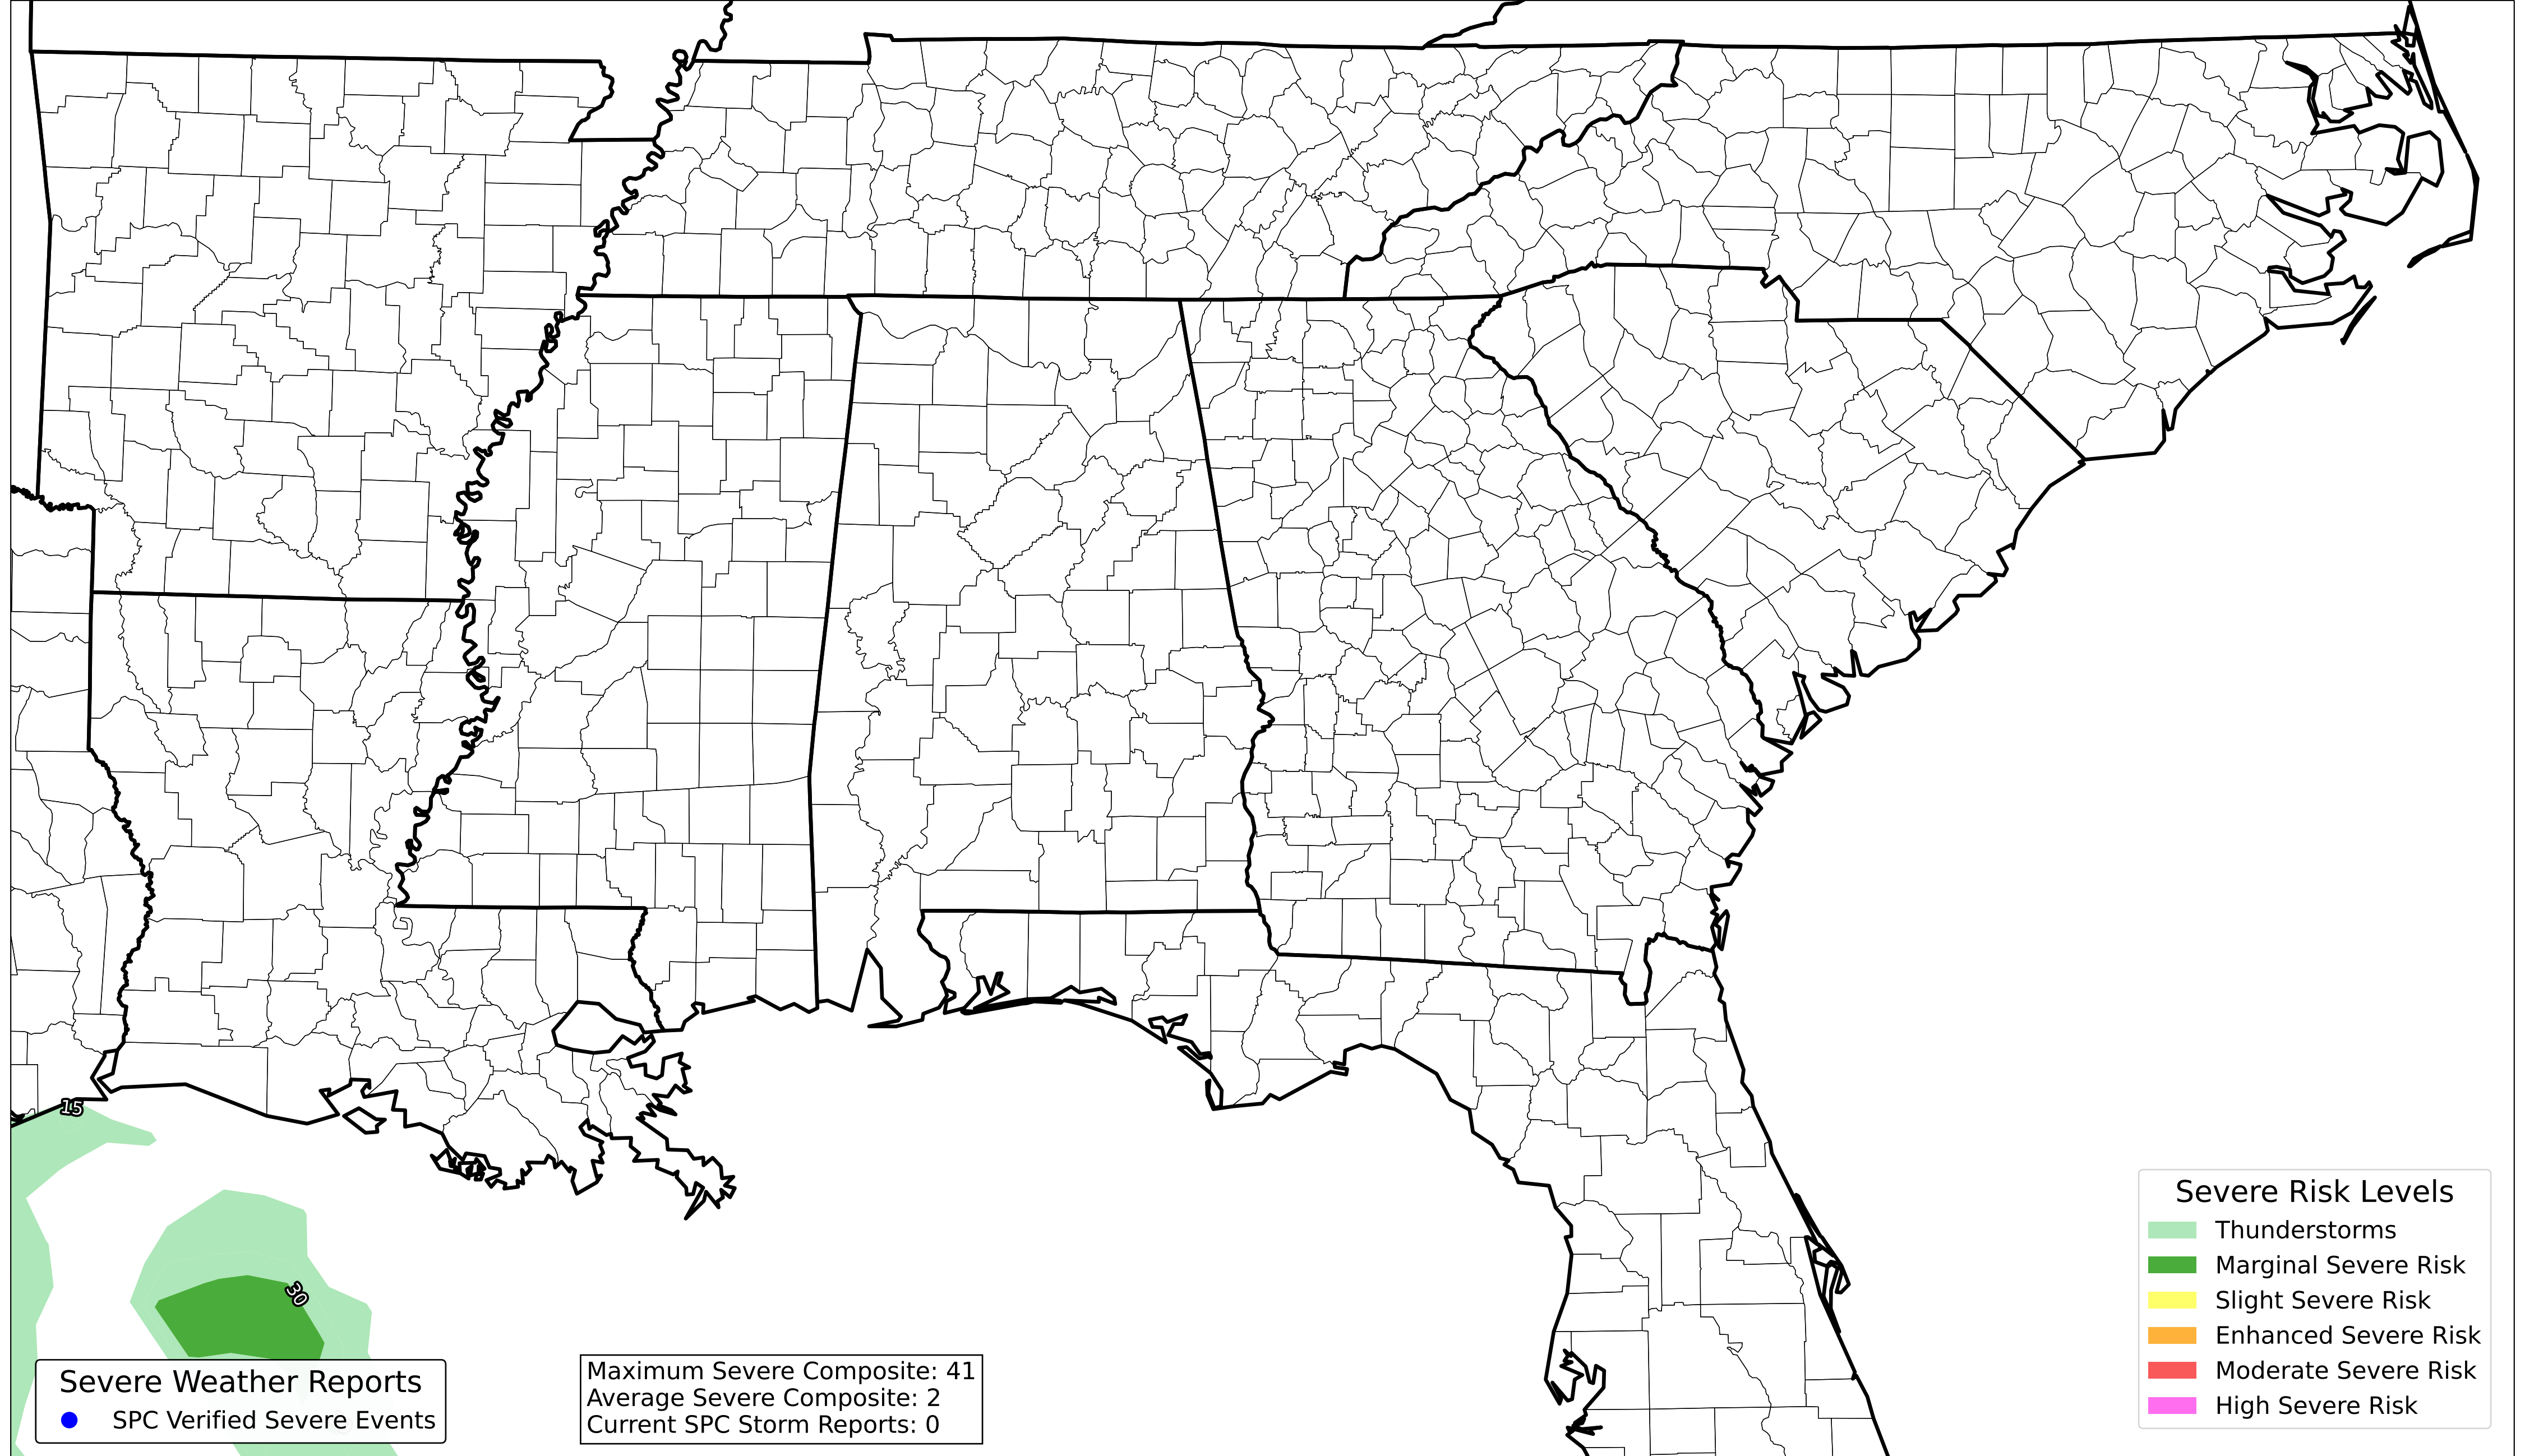 15
30
Severe Weather Reports
SPC Verified Severe Events
Maximum Severe Composite: 41
Average Severe Composite: 2
Current SPC Storm Reports: 0
Severe Risk Levels
Thunderstorms
Marginal Severe Risk
Slight Severe Risk
Enhanced Severe Risk
Moderate Severe Risk
High Severe Risk